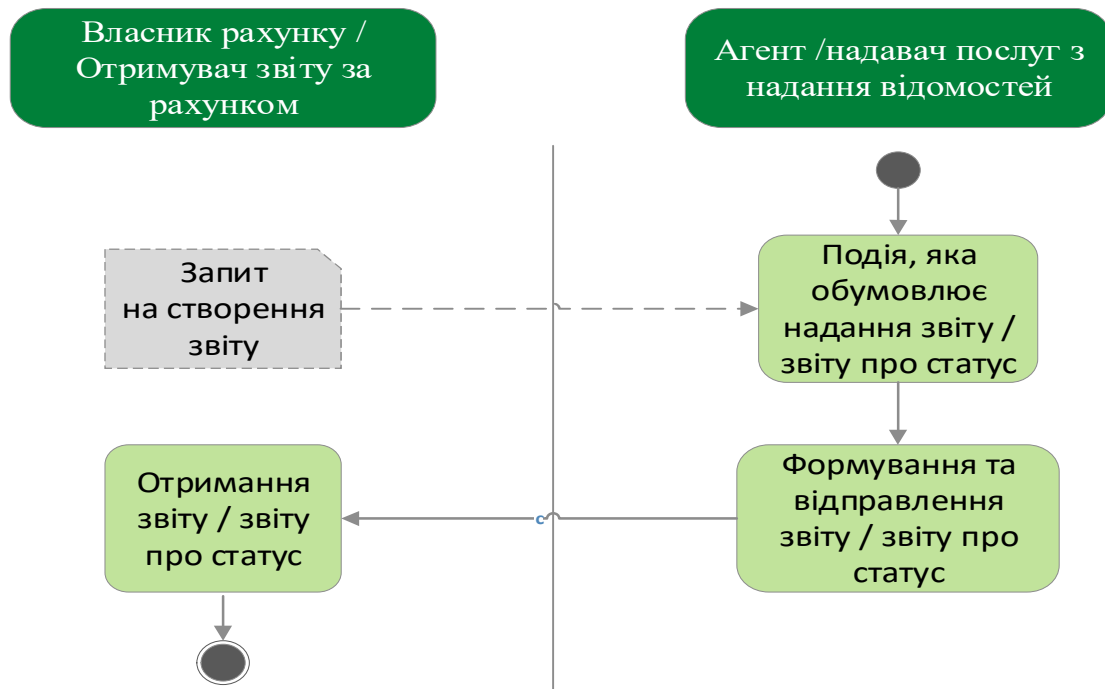 Власник рахунку /
Отримувач звіту за
рахунком
Агент /надавач послуг з
надання відомостей
Запит
на створення
звіту
Подія, яка
обумовлює
надання звіту /
звіту про статус
Отримання
звіту / звіту
про статус
с
Формування та
відправлення
звіту / звіту про
статус